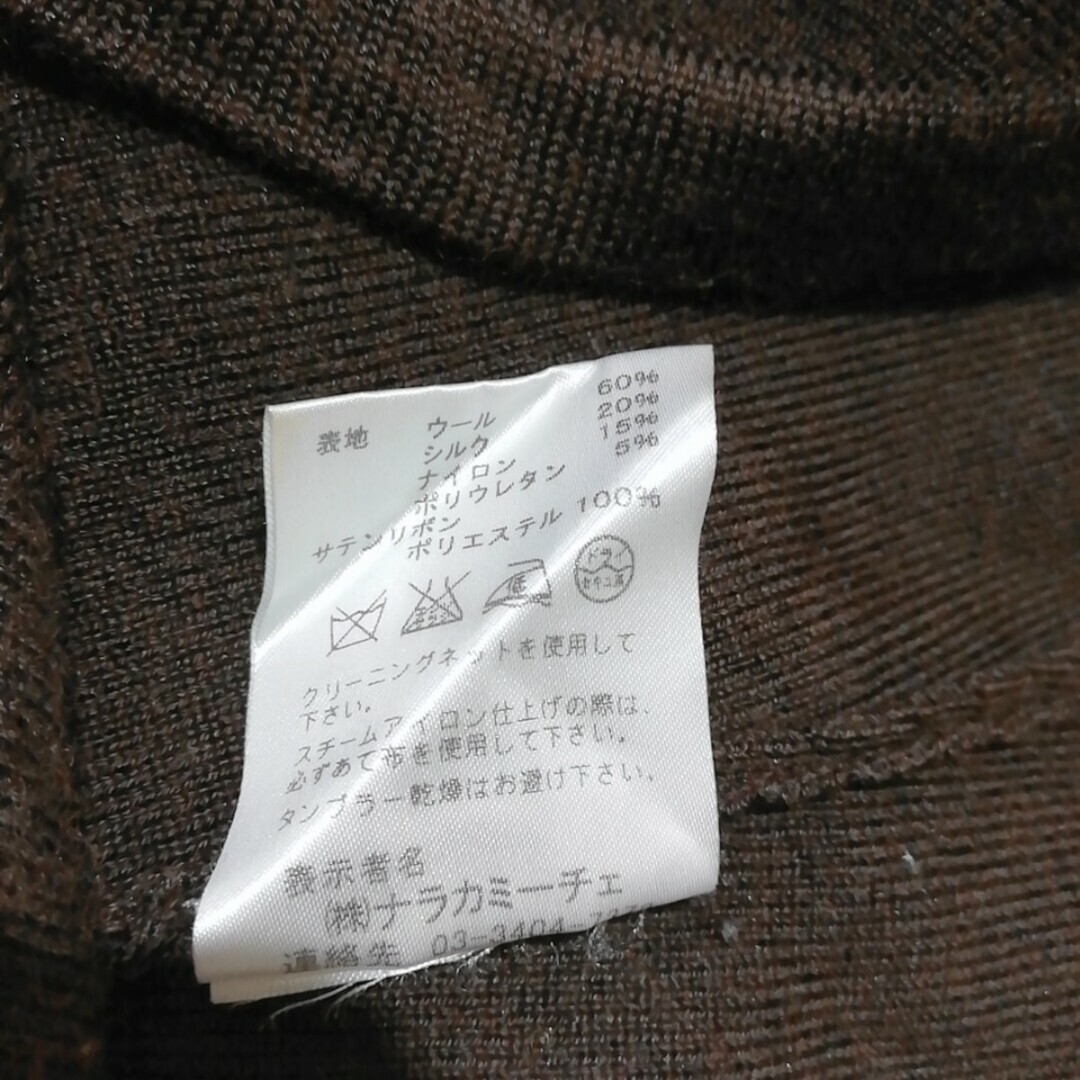 表地 ウール 60%
シルク 20%
ナイロン 15%
ポリウレタン 5%
サテンリボン
ポリエステル 100%
低 ドライ
クリーニングネットを使用して
下さい。
スチームアイロン仕上げの際は、
必ずあて布を使用して下さい。
タンブラー乾燥はお避け下さい。
表示者名
㈱ナラカミーチェ
連絡先 03-3404